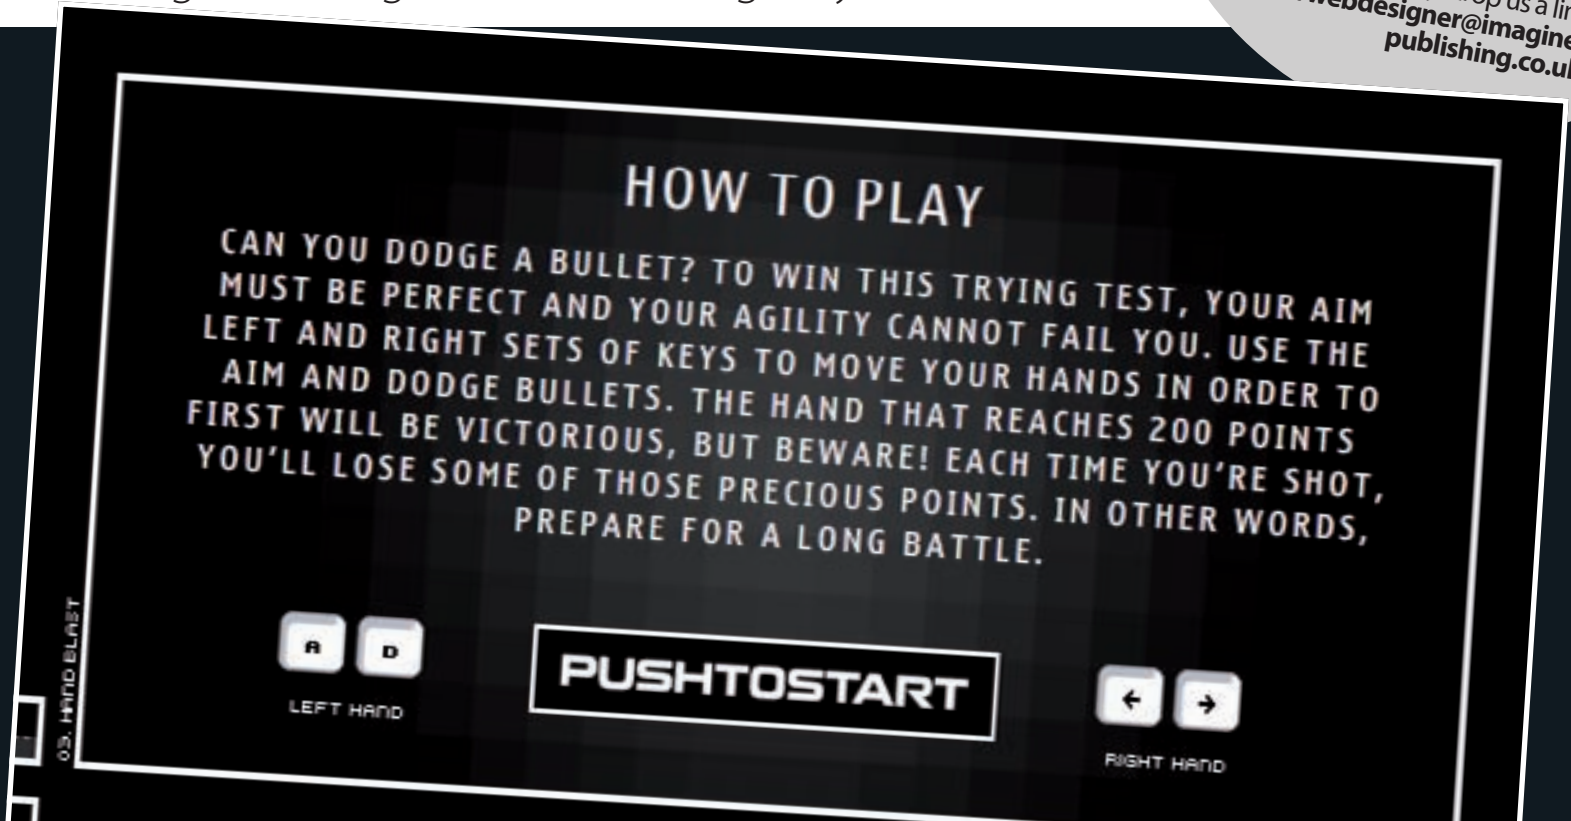 op us a lin
webdesigner@imagine
publishing.co.uk
HOW TO PLAY
CAN YOU DODGE A BULLET? TO WIN THIS TRYING TEST, YOUR AIM
MUST BE PERFECT AND YOUR AGILITY CANNOT FAIL YOU. USE THE
LEFT AND RIGHT SETS OF KEYS TO MOVE YOUR HANDS IN ORDER TO
AIM AND DODGE BULLETS. THE HAND THAT REACHES 200 POINTS
FIRST WILL BE VICTORIOUS, BUT BEWARE! EACH TIME YOU'RE SHOT,
YOU'LL LOSE SOME OF THOSE PRECIOUS POINTS. IN OTHER WORDS,
PREPARE FOR A LONG BATTLE.
A D
LEFT HAND
PUSHTOSTART
← →
RIGHT HAND
03. HAND BLAST